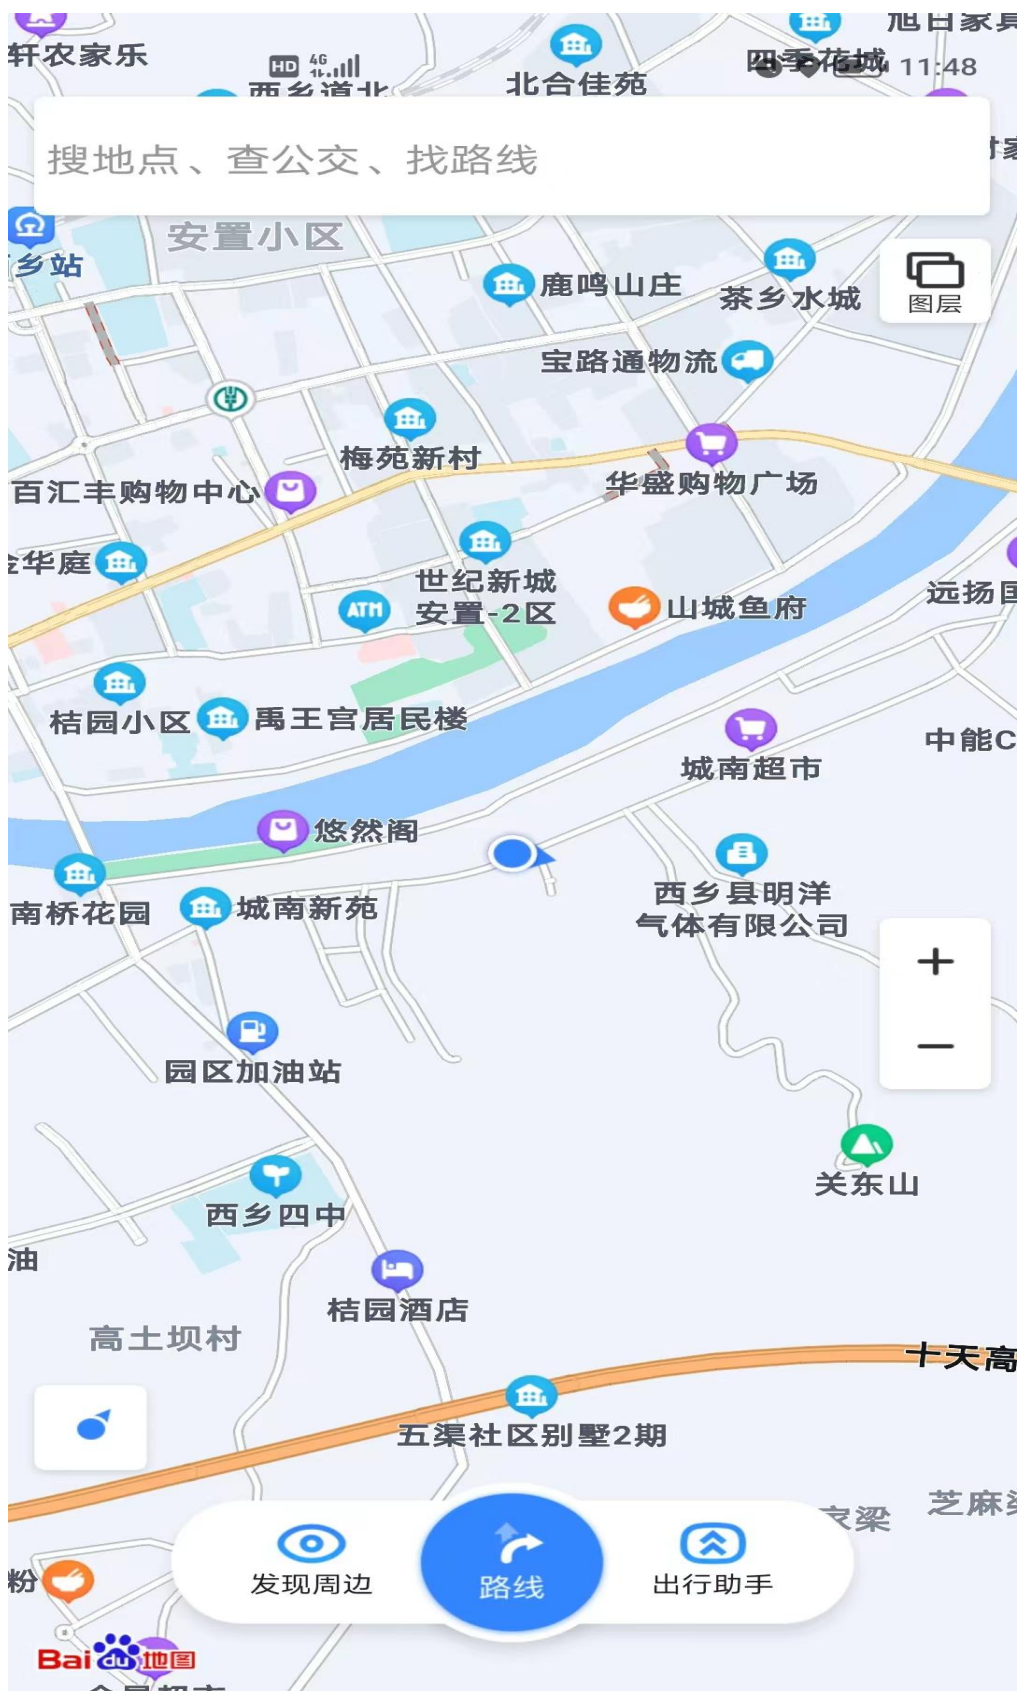 轩农家乐
HD 4G
西乡道北
北合佳苑
四季花城
11:48
搜地点、查公交、找路线
安置小区
乡站
鹿鸣山庄
茶乡水城
图层
宝路通物流
梅苑新村
华盛购物广场
百汇丰购物中心
华庭
ATM
世纪新城
安置-2区
山城鱼府
远扬
桔园小区
禹王宫居民楼
城南超市
中能C
悠然阁
南桥花园
城南新苑
西乡县明洋
气体有限公司
+
园区加油站
−
关东山
西乡四中
油
桔园酒店
高土坝村
十天高
五渠社区别墅2期
家梁
芝麻
发现周边
路线
出行助手
粉
Bai du 地图